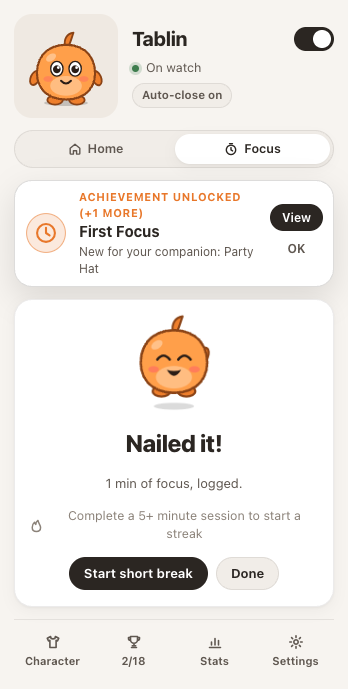 Tablin
On watch
Auto-close on
Home
Focus
ACHIEVEMENT UNLOCKED
(+1 MORE)
First Focus
New for your companion: Party
Hat
View
OK
Nailed it!
1 min of focus, logged.
Complete a 5+ minute session to start a
streak
Start short break
Done
Character
2/18
Stats
Settings